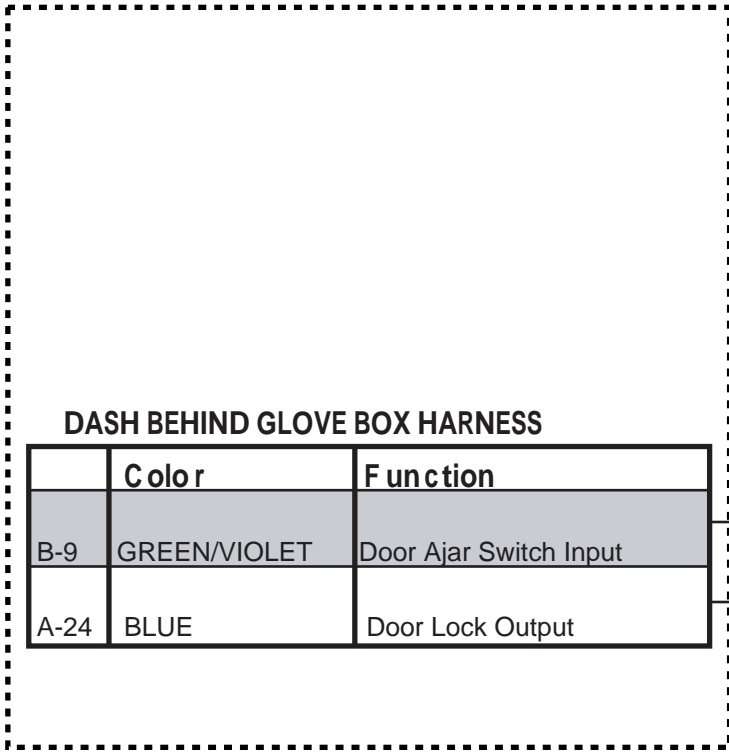 DASH BEHIND GLOVE BOX HARNESS
Color Function
B-9 GREEN/VIOLET Door Ajar Switch Input
A-24 BLUE Door Lock Output